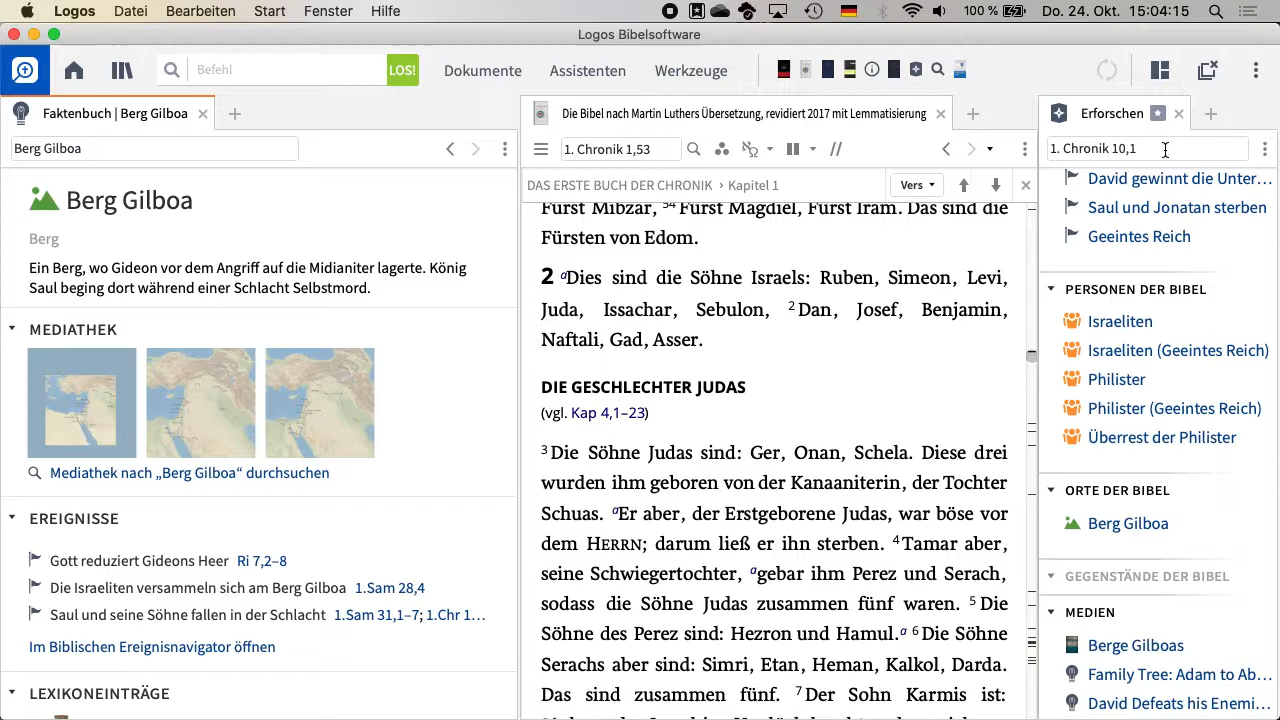 Logos Datei Bearbeiten Start Fenster Hilfe 100 % Do. 24. Okt. 15:04:15
Logos Bibelsoftware
Befehl LOS! Dokumente Assistenten Werkzeuge
Faktenbuch | Berg Gilboa
Berg Gilboa
Berg Gilboa
Berg
Ein Berg, wo Gideon vor dem Angriff auf die Midianiter lagerte. König
Saul beging dort während einer Schlacht Selbstmord.
MEDIATHEK
Mediathek nach „Berg Gilboa“ durchsuchen
EREIGNISSE
Gott reduziert Gideons Heer Ri 7,2–8
Die Israeliten versammeln sich am Berg Gilboa 1.Sam 28,4
Saul und seine Söhne fallen in der Schlacht 1.Sam 31,1–7; 1.Chr 1…
Im Biblischen Ereignisnavigator öffnen
LEXIKONEINTRÄGE
Die Bibel nach Martin Luthers Übersetzung, revidiert 2017 mit Lemmatisierung
1. Chronik 1,53
DAS ERSTE BUCH DER CHRONIK › Kapitel 1 Vers
Fürst Mibzar, 54 Fürst Magdiel, Fürst Iram. Das sind die
Fürsten von Edom.
2 aDies sind die Söhne Israels: Ruben, Simeon, Levi,
Juda, Issachar, Sebulon, 2 Dan, Josef, Benjamin,
Naftali, Gad, Asser.
DIE GESCHLECHTER JUDAS
(vgl. Kap 4,1–23)
3 Die Söhne Judas sind: Ger, Onan, Schela. Diese drei
wurden ihm geboren von der Kanaaniterin, der Tochter
Schuas. aEr aber, der Erstgeborene Judas, war böse vor
dem HERRN; darum ließ er ihn sterben. 4 Tamar aber,
seine Schwiegertochter, agebar ihm Perez und Serach,
sodass die Söhne Judas zusammen fünf waren. 5 Die
Söhne des Perez sind: Hezron und Hamul.a 6 Die Söhne
Serachs aber sind: Simri, Etan, Heman, Kalkol, Darda.
Das sind zusammen fünf. 7 Der Sohn Karmis ist:
Erforschen
1. Chronik 10,1
David gewinnt die Unter…
Saul und Jonatan sterben
Geeintes Reich
PERSONEN DER BIBEL
Israeliten
Israeliten (Geeintes Reich)
Philister
Philister (Geeintes Reich)
Überrest der Philister
ORTE DER BIBEL
Berg Gilboa
GEGENSTÄNDE DER BIBEL
MEDIEN
Berge Gilboas
Family Tree: Adam to Ab…
David Defeats his Enemi…